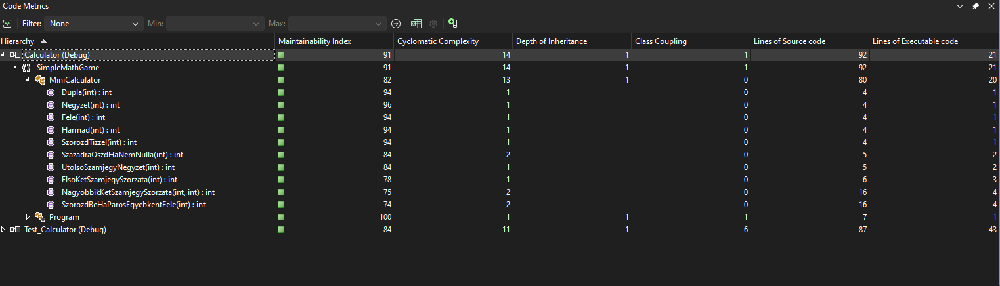 Code Metrics
Filter: None Min: Max:
Hierarchy Maintainability Index Cyclomatic Complexity Depth of Inheritance Class Coupling Lines of Source code Lines of Executable code
Calculator (Debug) 91 14 1 1 92 21
SimpleMathGame 91 14 1 1 92 21
MiniCalculator 82 13 1 0 80 20
Dupla(int) : int 94 1 0 4 1
Negyzet(int) : int 96 1 0 4 1
Fele(int) : int 94 1 0 4 1
Harmad(int) : int 94 1 0 4 1
SzorozdTizzel(int) : int 94 1 0 4 1
SzazadraOszdHaNemNulla(int) : int 84 2 0 5 2
UtolsoSzamjegyNegyzet(int) : int 84 1 0 5 2
ElsoKetSzamjegySzorzata(int) : int 78 1 0 6 3
NagyobbikKetSzamjegySzorzata(int, int) : int 75 2 0 16 4
SzorozdBeHaParosEgyebkentFele(int) : int 74 2 0 16 4
Program 100 1 1 1 7 1
Test_Calculator (Debug) 84 11 1 6 87 43